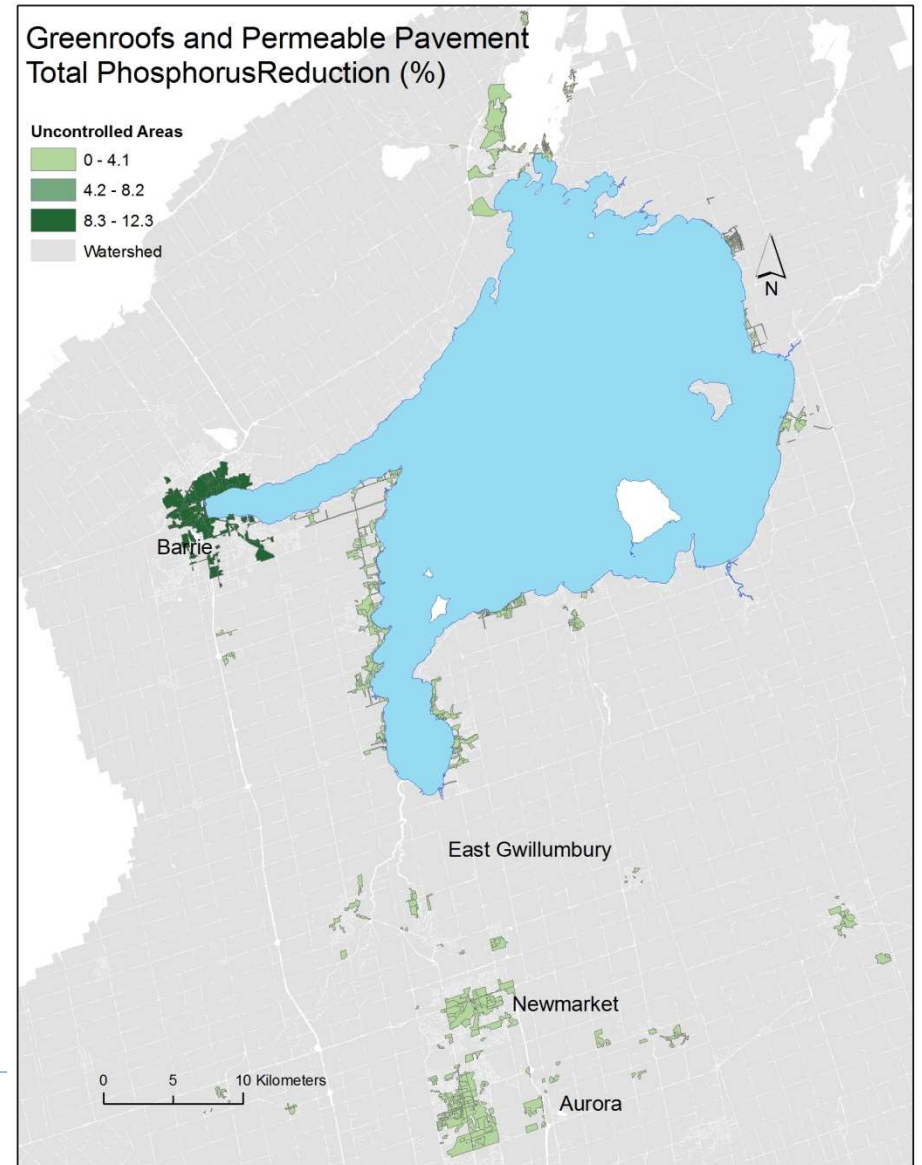 Greenroofs and Permeable Pavement
Total PhosphorusReduction (%)
Uncontrolled Areas
0 - 4.1
4.2 - 8.2
8.3 - 12.3
Watershed
N
Barrie
East Gwillumbury
Newmarket
Aurora
0 5 10 Kilometers